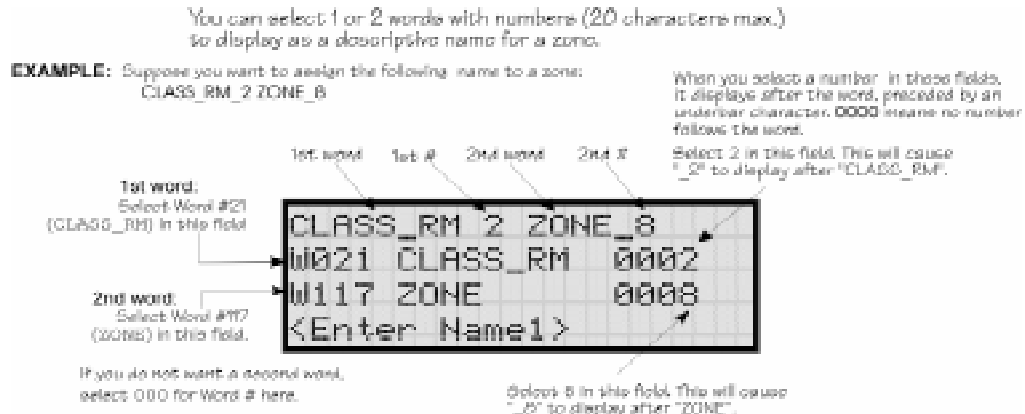 You can select 1 or 2 words with numbers (20 characters max.)
to display as a descriptive name for a zone.
EXAMPLE: Suppose you want to assign the following name to a zone:
CLASS_RM_2 ZONE_8
When you select a number in these fields,
it displays after the word, preceded by an
underbar character. 0000 means no number
follows the word.
1st word 1st # 2nd word 2nd #
Select 2 in this field. This will cause
"_2" to display after "CLASS_RM".
1st word:
Select Word #21
(CLASS_RM) in this field
CLASS_RM 2 ZONE_8
W021 CLASS_RM 0002
W117 ZONE 0008
<Enter Name1>
2nd word:
Select Word #117
(ZONE) in this field.
If you do not want a second word,
select 000 for Word # here.
Select 8 in this field. This will cause
"_8" to display after "ZONE".